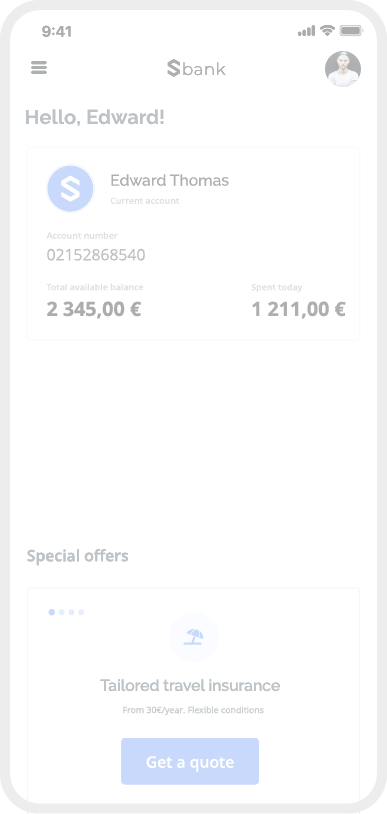 9:41
$bank
Hello, Edward!
Edward Thomas
Current account
Account number
02152868540
Total available balance
Spent today
2 345,00 €
1 211,00 €
Special offers
Tailored travel insurance
From 30€/year. Flexible conditions
Get a quote